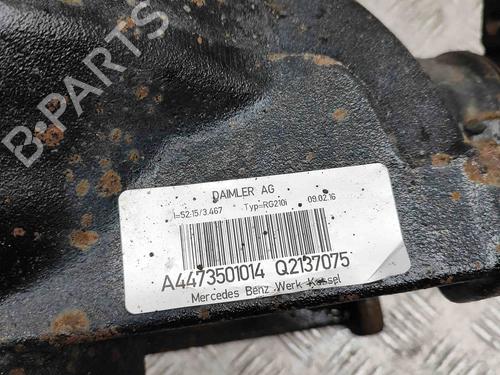 DAIMLER AG
i=52:15/3.467 Typ=RG210i 09.02.16
A4473501014 Q2137075
Mercedes Benz Werk Kassel
B-PARTS